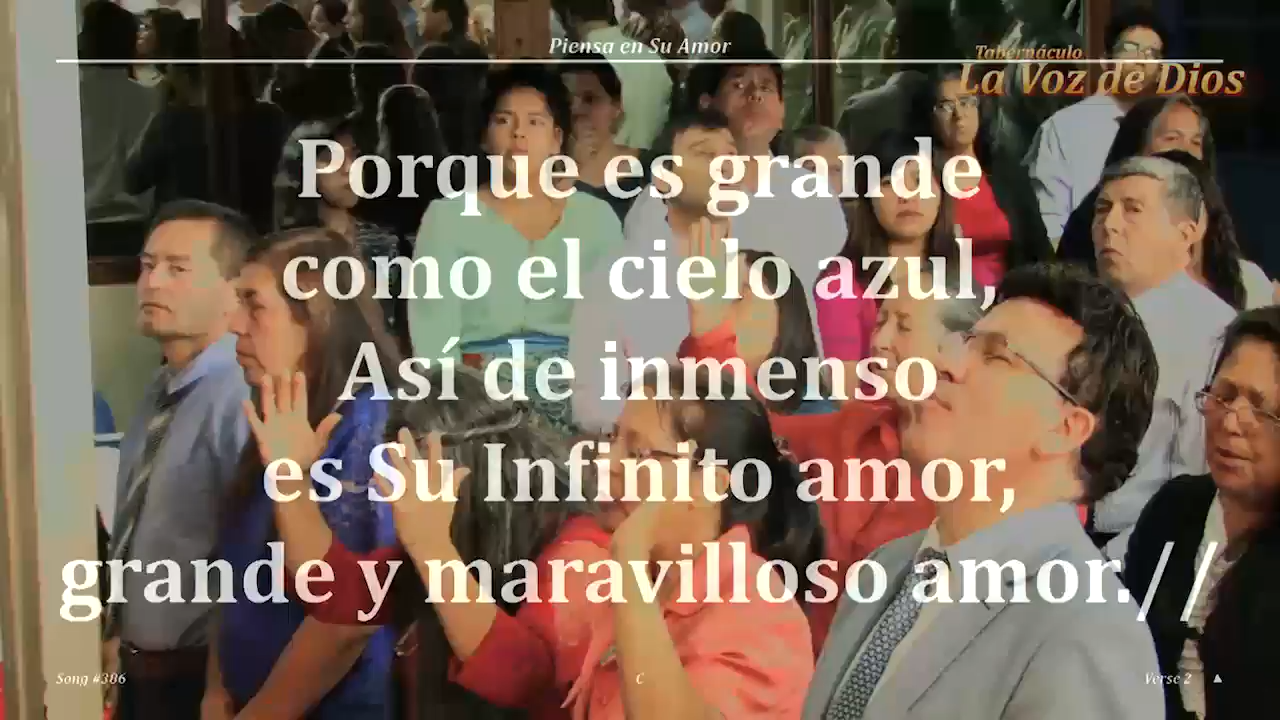 Piensa en Su Amor
Tabernáculo
La Voz de Dios
Porque es grande
como el cielo azul,
Así de inmenso
es Su Infinito amor,
grande y maravilloso amor.//
Song #386
C
Verse 2